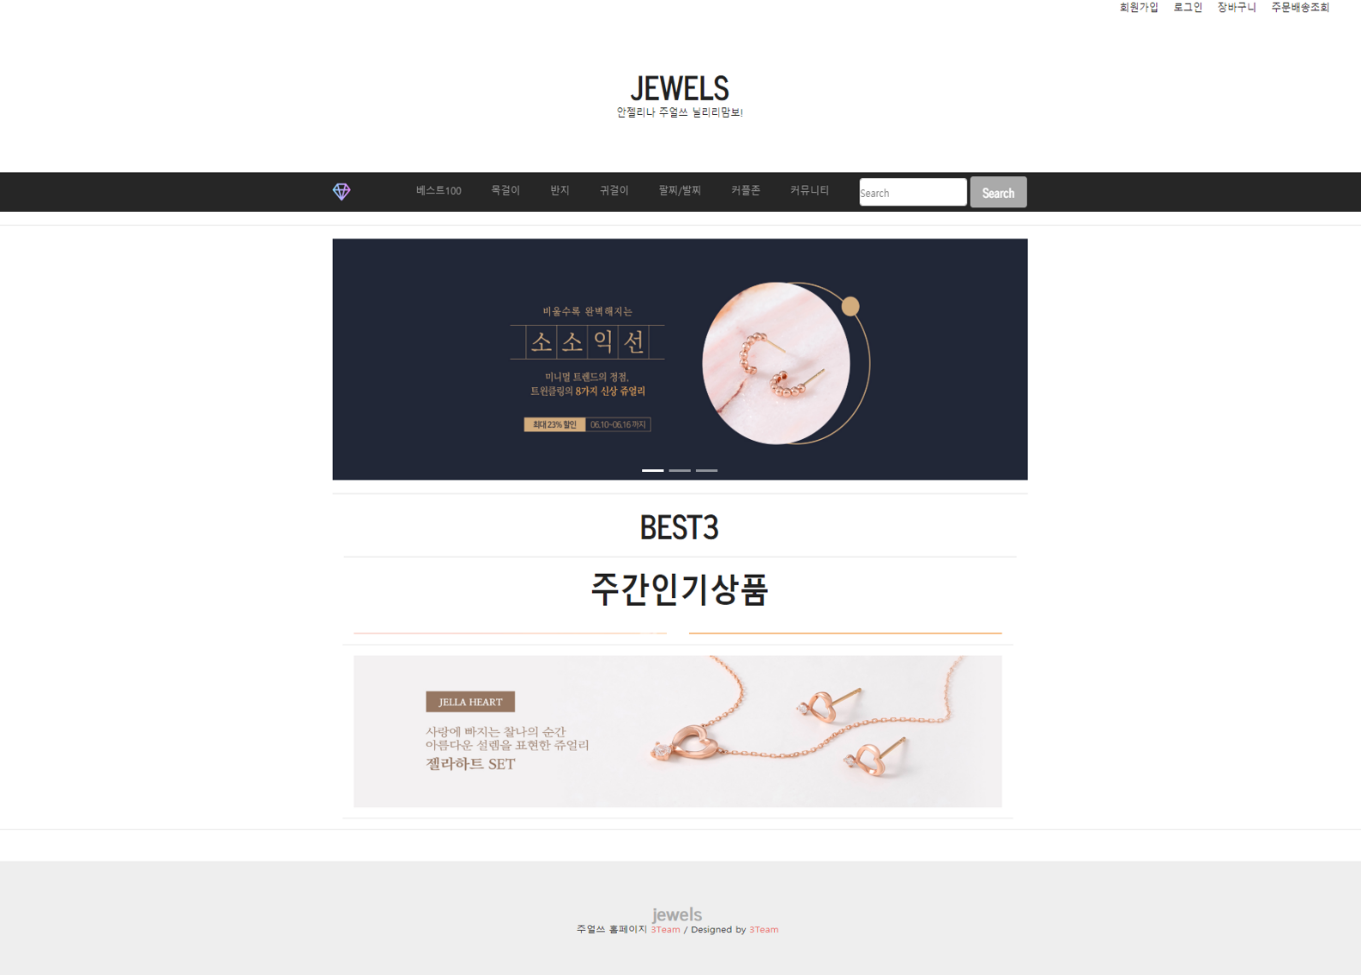 회원가입 로그인 장바구니 주문배송조회
JEWELS
안젤리나 주얼쓰 닐리리맘보!
베스트100 목걸이 반지 귀걸이 팔찌/발찌 커플존 커뮤니티 Search Search
비울수록 완벽해지는
소소익선
미니멀 트렌드의 정점,
트윈클링의 8가지 신상 쥬얼리
최대 23% 할인 06.10~06.16 까지
BEST3
주간인기상품
JELLA HEART
사랑에 빠지는 찰나의 순간
아름다운 설렘을 표현한 쥬얼리
젤라하트 SET
jewels
주얼쓰 홈페이지 3Team / Designed by 3Team